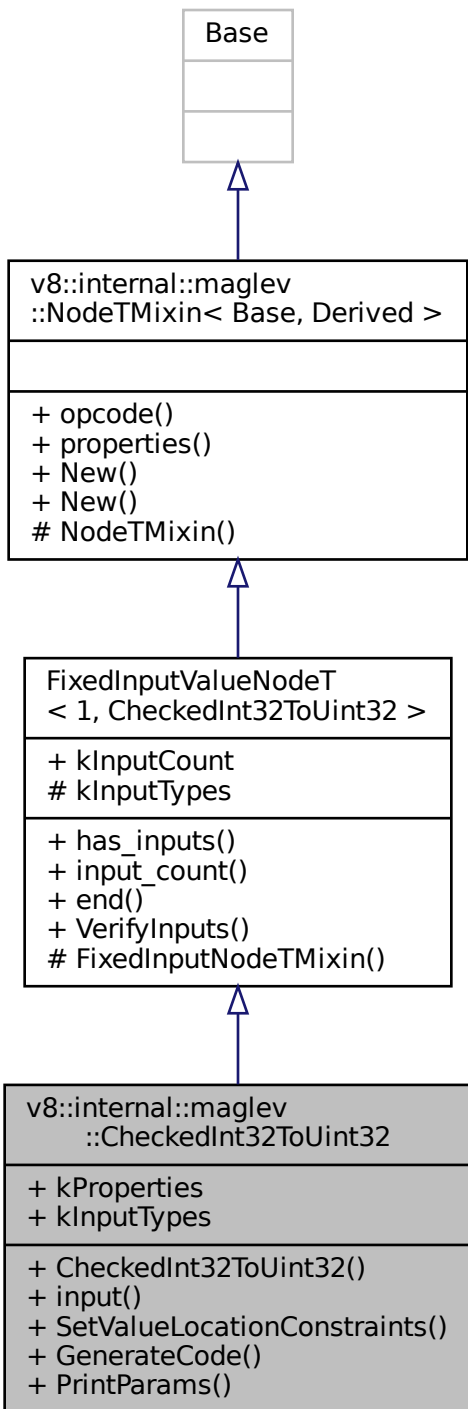 Base
v8::internal::maglev
::NodeTMixin< Base, Derived >
+ opcode()
+ properties()
+ New()
+ New()
# NodeTMixin()
FixedInputValueNodeT
< 1, CheckedInt32ToUint32 >
+ kInputCount
# kInputTypes
+ has_inputs()
+ input_count()
+ end()
+ VerifyInputs()
# FixedInputNodeTMixin()
v8::internal::maglev
::CheckedInt32ToUint32
+ kProperties
+ kInputTypes
+ CheckedInt32ToUint32()
+ input()
+ SetValueLocationConstraints()
+ GenerateCode()
+ PrintParams()